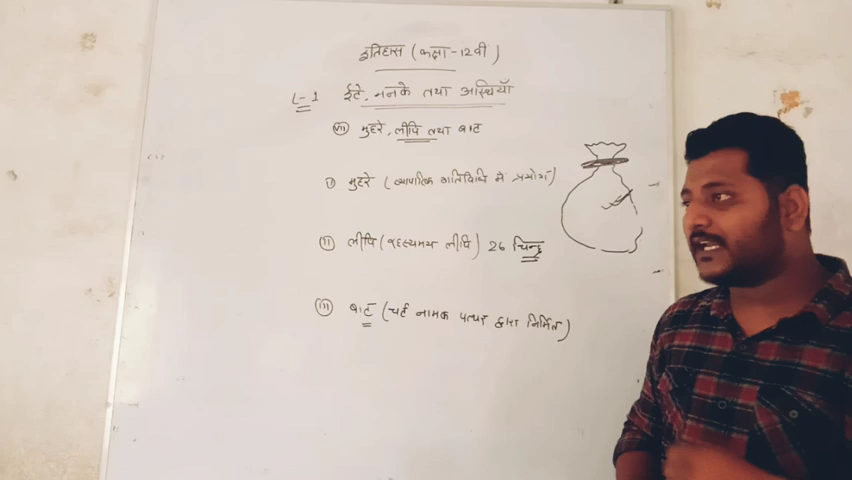 इतिहास (कक्षा -12वी)
L-1 ईटे, मनके तथा अस्थियाँ
(VII) मुहरे, लीपि तथा बाट
(I) मुहरे (व्यापारिक गतिविधि में प्रयोग)
(II) लीपि (रहस्यमय लीपि) 26 चिन्ह
(III) बाट (चर्ट नामक पत्थर द्वारा निर्मित)